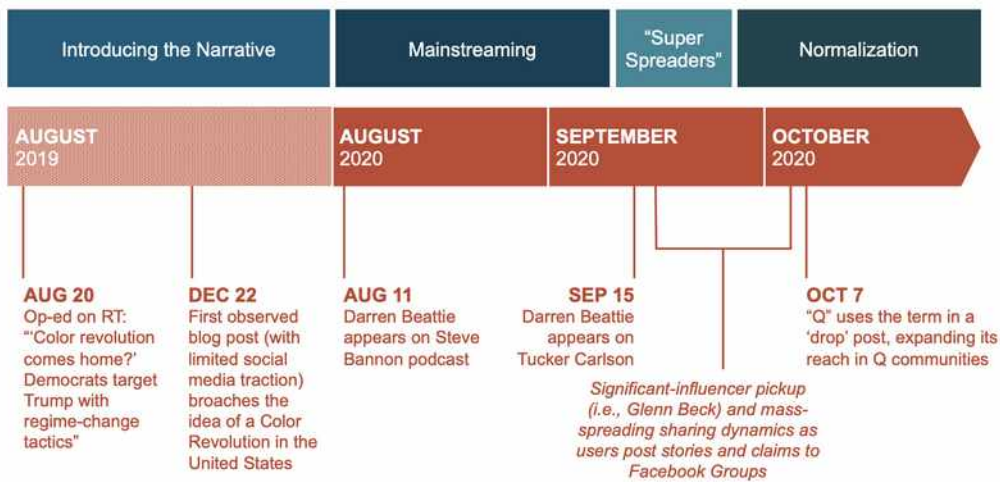 Introducing the Narrative
Mainstreaming
“Super
Spreaders”
Normalization
AUGUST
2019
AUGUST
2020
SEPTEMBER
2020
OCTOBER
2020
AUG 20
Op-ed on RT:
“‘Color revolution
comes home?’
Democrats target
Trump with
regime-change
tactics”
DEC 22
First observed
blog post (with
limited social
media traction)
broaches the
idea of a Color
Revolution in the
United States
AUG 11
Darren Beattie
appears on Steve
Bannon podcast
SEP 15
Darren Beattie
appears on
Tucker Carlson
Significant-influencer pickup
(i.e., Glenn Beck) and mass-
spreading sharing dynamics as
users post stories and claims to
Facebook Groups
OCT 7
“Q” uses the term in a
‘drop’ post, expanding its
reach in Q communities